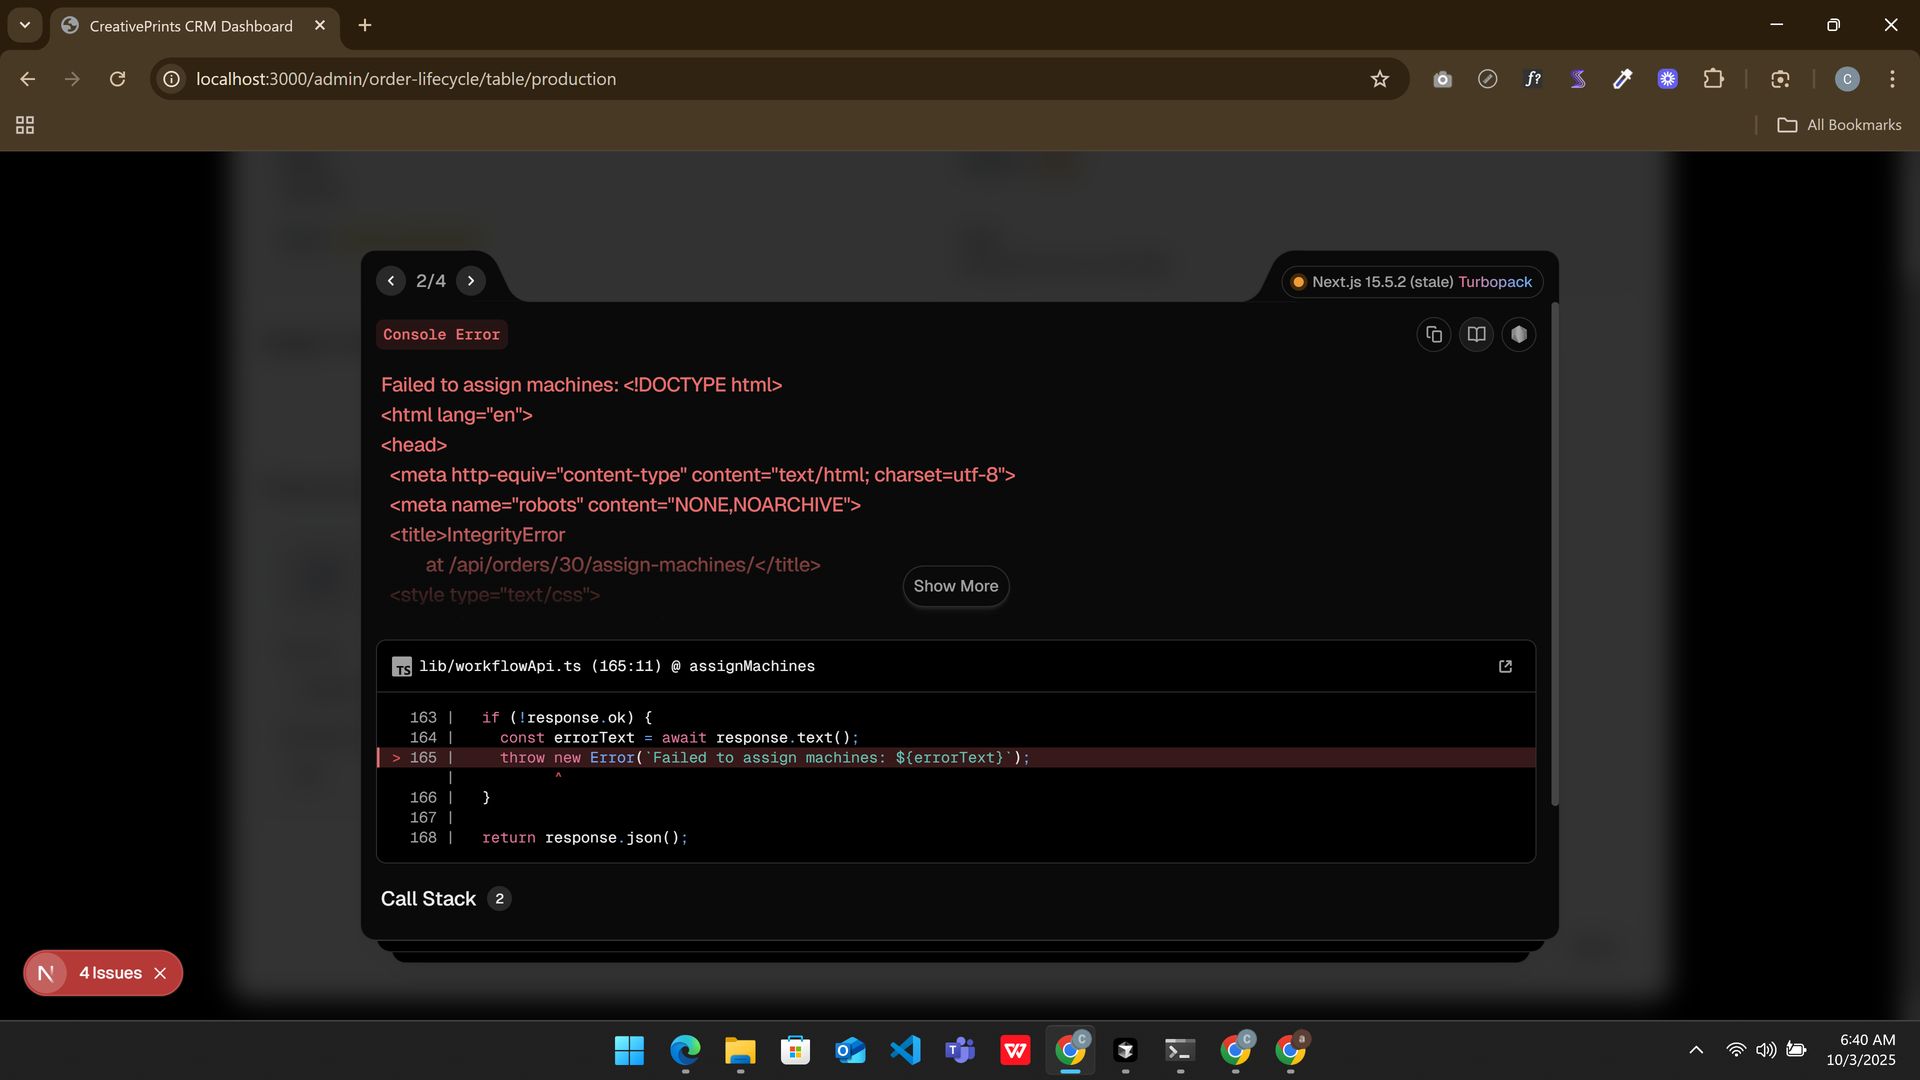 CreativePrints CRM Dashboard
localhost:3000/admin/order-lifecycle/table/production
f?
C
All Bookmarks
2/4
Next.js 15.5.2 (stale) Turbopack
Console Error
Failed to assign machines: <!DOCTYPE html>
<html lang="en">
<head>
<meta http-equiv="content-type" content="text/html; charset=utf-8">
<meta name="robots" content="NONE,NOARCHIVE">
<title>IntegrityError
at /api/orders/30/assign-machines/</title>
<style type="text/css">
Show More
TS lib/workflowApi.ts (165:11) @ assignMachines
163 | if (!response.ok) {
164 | const errorText = await response.text();
> 165 | throw new Error(`Failed to assign machines: ${errorText}`);
| ^
166 | }
167 |
168 | return response.json();
Call Stack 2
N 4 Issues
6:40 AM
10/3/2025